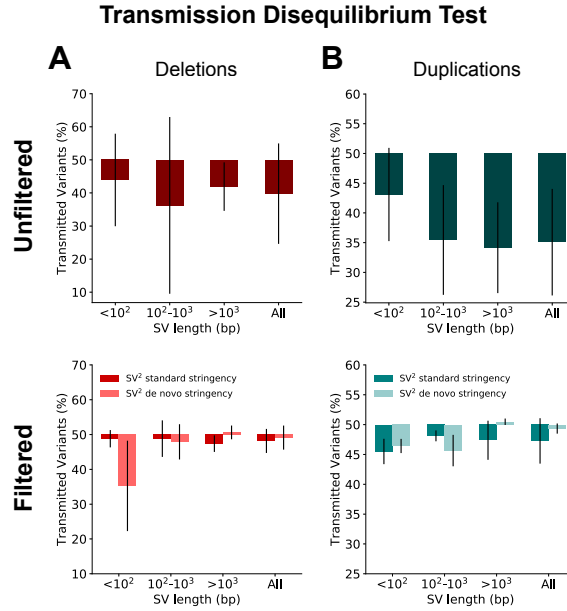 Transmission Disequilibrium Test
A
B
Deletions
Duplications
Unfiltered
Transmitted Variants (%)
70
60
50
40
30
20
10
<10²
10²-10³
>10³
All
SV length (bp)
Transmitted Variants (%)
60
55
50
45
40
35
30
25
<10²
10²-10³
>10³
All
SV length (bp)
Filtered
Transmitted Variants (%)
70
60
50
40
30
20
10
SV² standard stringency
SV² de novo stringency
<10²
10²-10³
>10³
All
SV length (bp)
Transmitted Variants (%)
60
55
50
45
40
35
30
25
SV² standard stringency
SV² de novo stringency
<10²
10²-10³
>10³
All
SV length (bp)